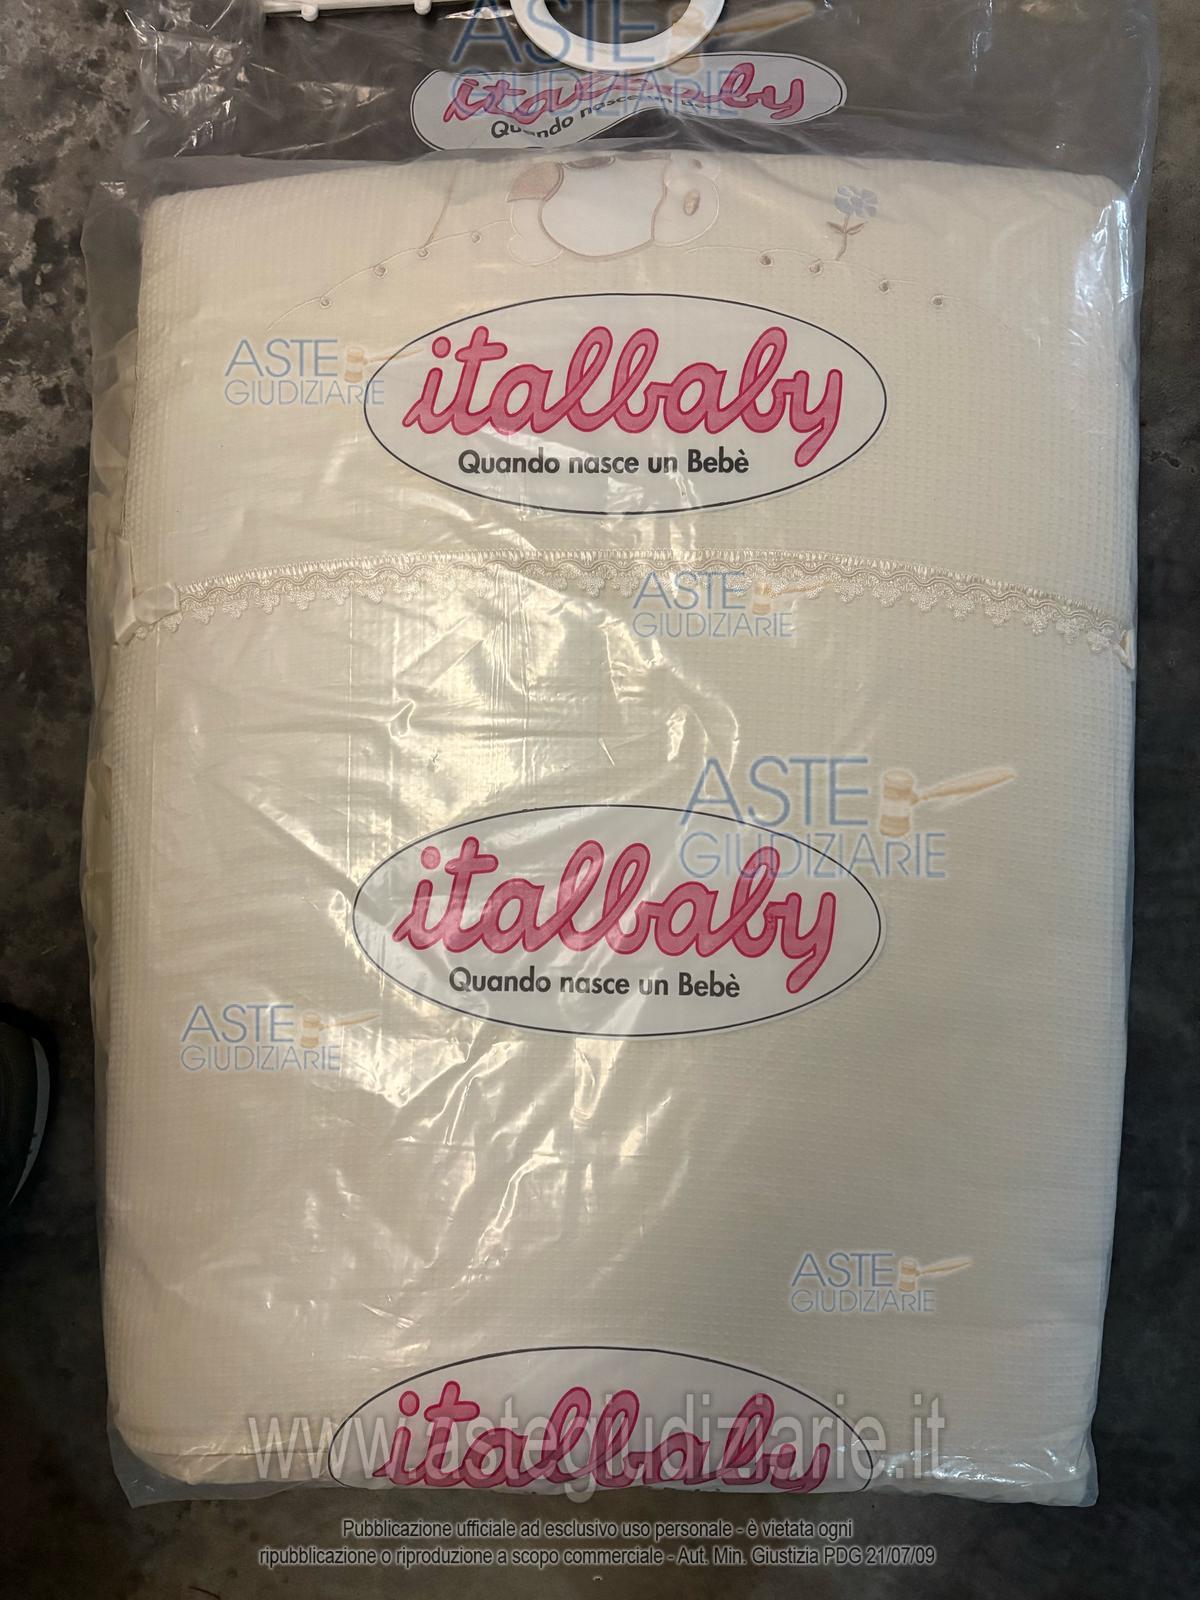 ASTE
GIUDIZIARIE
italbaby
Quando nasce un Be
ASTE
GIUDIZIARIE
italbaby
Quando nasce un Bebè
ASTE
GIUDIZIARIE
ASTE
GIUDIZIARIE
italbaby
Quando nasce un Bebè
ASTE
GIUDIZIARIE
ASTE
GIUDIZIARIE
italbaby
www.astegiudiziarie.it
Pubblicazione ufficiale ad esclusivo uso personale - è vietata ogni
ripubblicazione o riproduzione a scopo commerciale - Aut. Min. Giustizia PDG 21/07/09